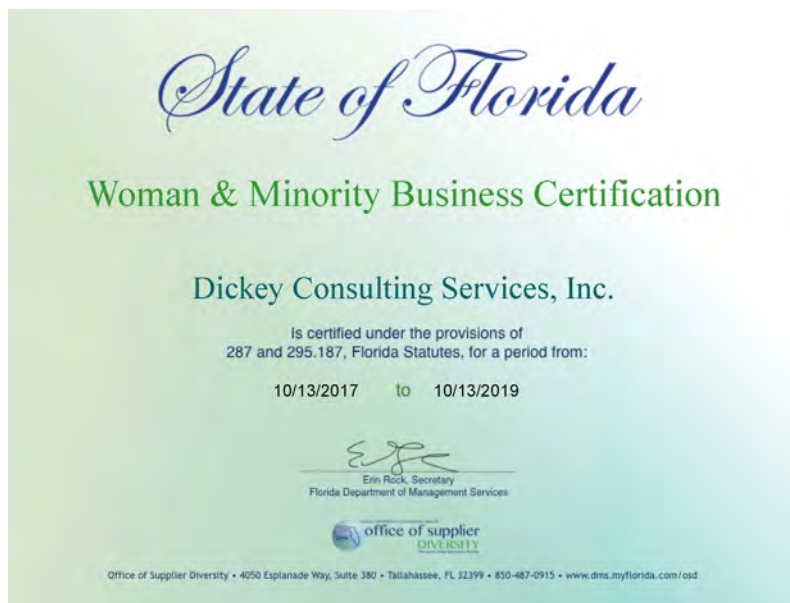 State of Florida
Woman & Minority Business Certification
Dickey Consulting Services, Inc.
Is certified under the provisions of
287 and 295.187, Florida Statutes, for a period from:
10/13/2017 to 10/13/2019
Erin Rock, Secretary
Florida Department of Management Services
office of supplier
DIVERSITY
Office of Supplier Diversity • 4050 Esplanade Way, Suite 380 • Tallahassee, FL 32399 • 850-487-0915 • www.dms.myflorida.com/osd